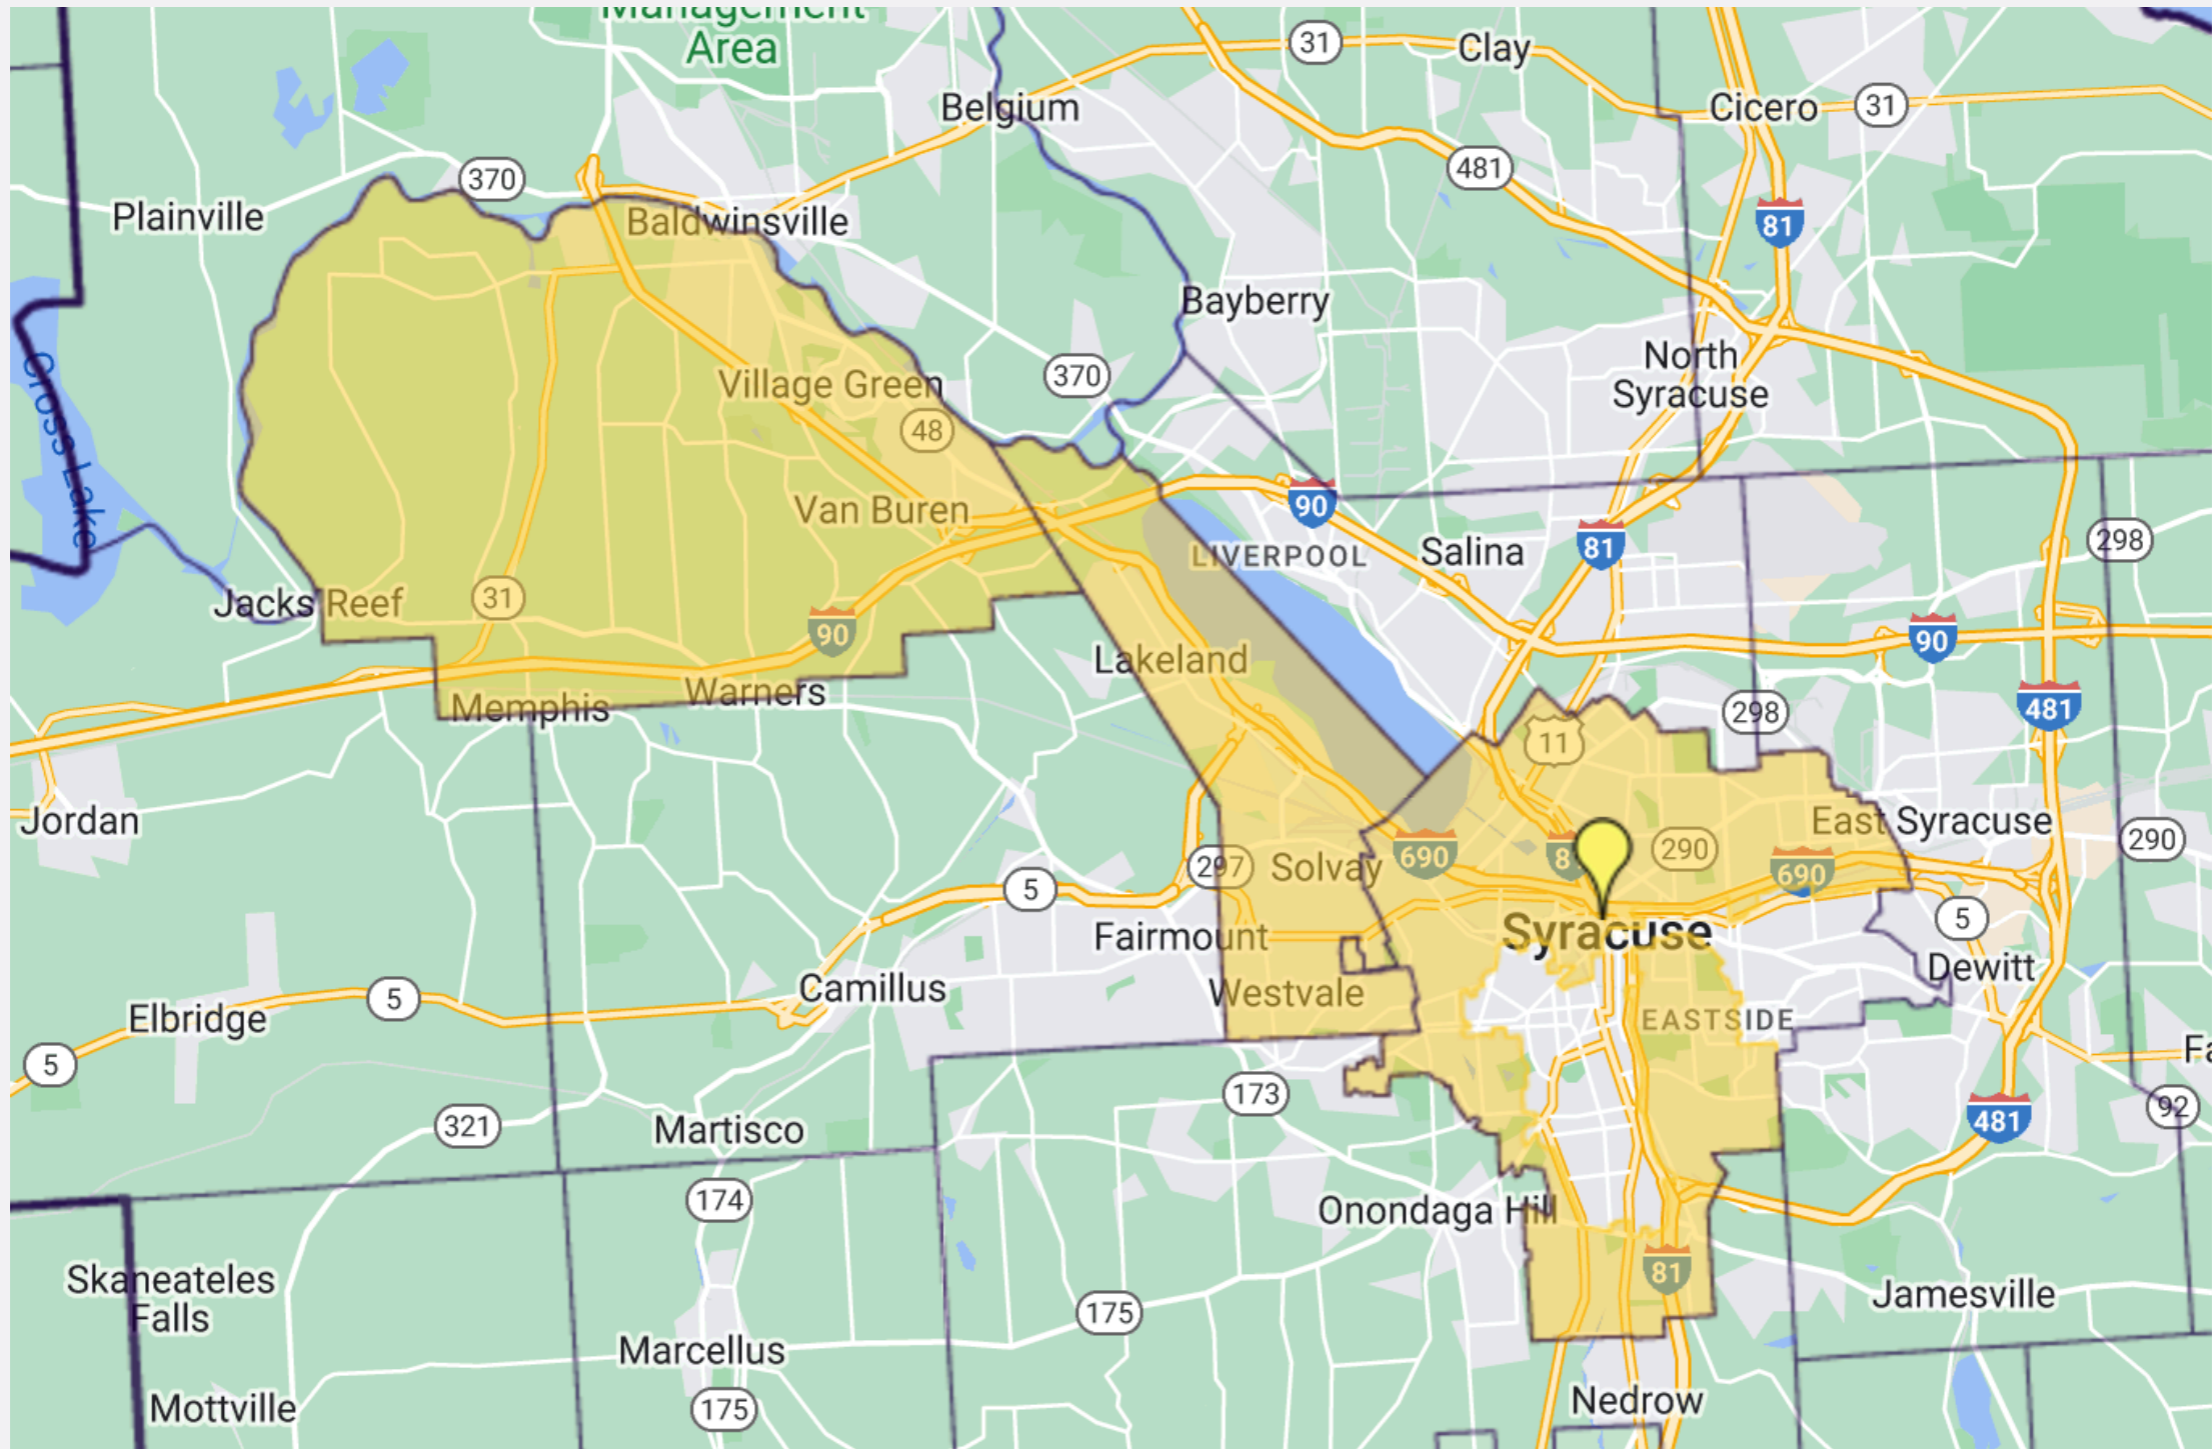 Management
Area
31
Clay
Belgium
Cicero
31
481
370
Plainville
Baldwinsville
81
Bayberry
North
Syracuse
370
Village Green
48
Cross Lake
Van Buren
90
LIVERPOOL
Salina
81
298
Jacks Reef
31
90
90
Lakeland
Memphis
Warners
481
298
11
Jordan
East Syracuse
290
297
Solvay
690
8
290
690
5
5
Fairmount
Syracuse
Dewitt
Camillus
Westvale
5
Elbridge
EASTSIDE
5
173
92
481
321
Martisco
174
Onondaga Hill
81
Skaneateles
Falls
175
Jamesville
Marcellus
Nedrow
Mottville
175